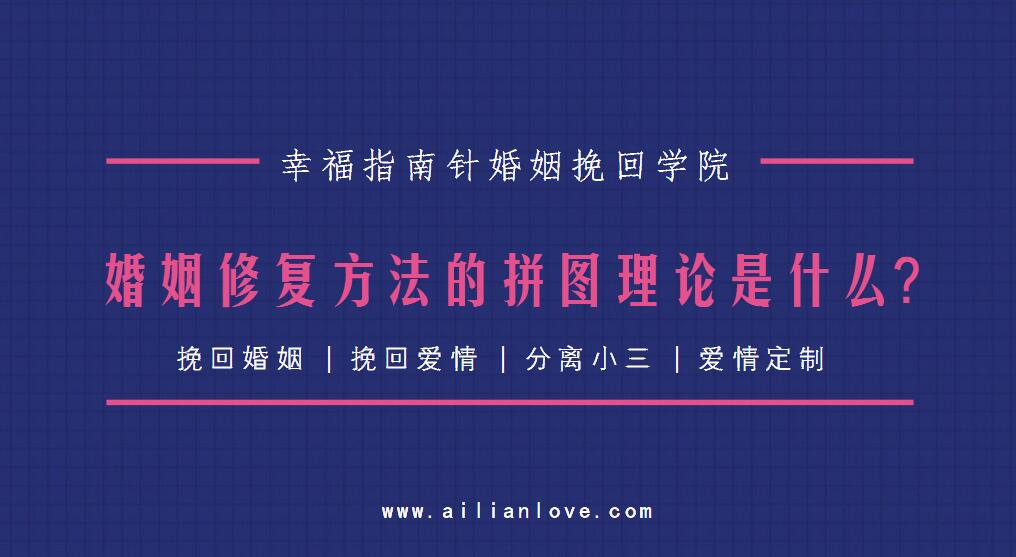 幸福指南针婚姻挽回学院
婚姻修复方法的拼图理论是什么?
挽回婚姻 | 挽回爱情 | 分离小三 | 爱情定制
www.ailianlove.com